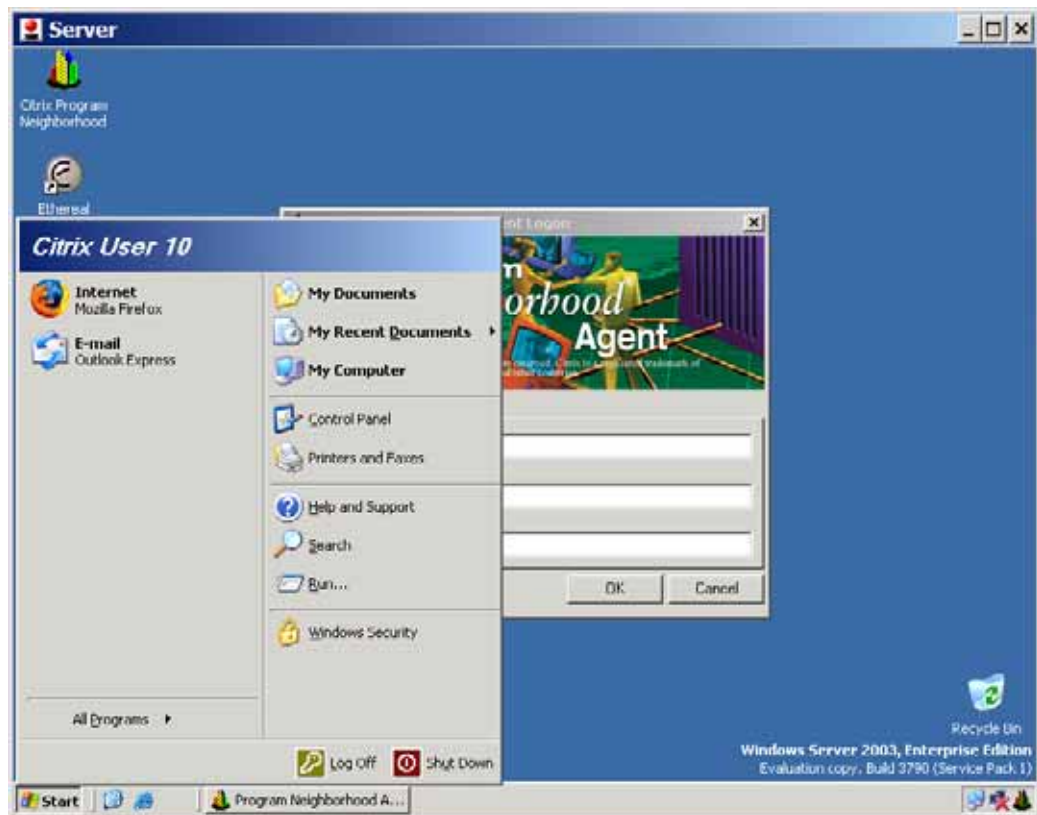 Server
Citrix Program
Neighborhood
Ethereal
Citrix User 10
Internet
Mozilla Firefox
E-mail
Outlook Express
All Programs
My Documents
My Recent Documents
My Computer
Control Panel
Printers and Faxes
Help and Support
Search
Run...
Windows Security
Log Off
Shut Down
nt Logon
m
orhood
Agent
OK
Cancel
Recycle Bin
Windows Server 2003, Enterprise Edition
Evaluation copy. Build 3790 (Service Pack 1)
Start
Program Neighborhood A...